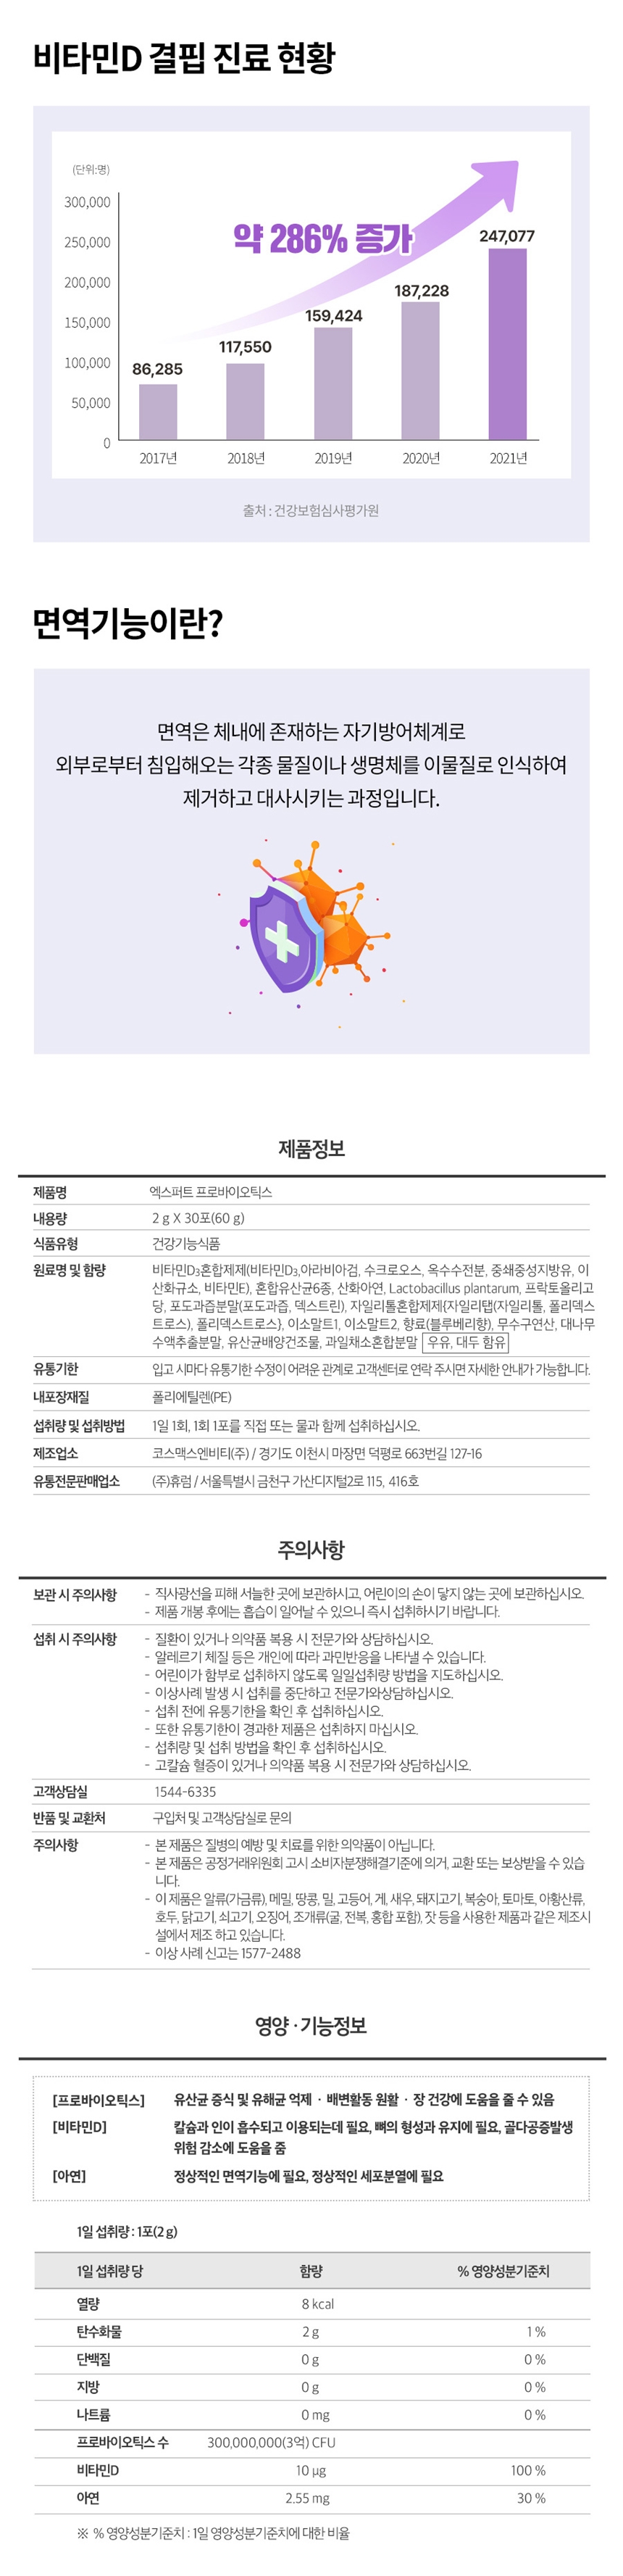 비타민D 결핍 진료 현황
(단위:명)
300,000
250,000
200,000
150,000
100,000
50,000
0
약 286% 증가
86,285
117,550
159,424
187,228
247,077
2017년
2018년
2019년
2020년
2021년
출처 : 건강보험심사평가원
면역기능이란?
면역은 체내에 존재하는 자기방어체계로
외부로부터 침입해오는 각종 물질이나 생명체를 이물질로 인식하여
제거하고 대사시키는 과정입니다.
제품정보
제품명 엑스퍼트 프로바이오틱스
내용량 2 g X 30포(60 g)
식품유형 건강기능식품
원료명 및 함량 비타민D3혼합제제(비타민D3,아라비아검, 수크로오스, 옥수수전분, 중쇄중성지방유, 이
산화규소, 비타민E), 혼합유산균6종, 산화아연, Lactobacillus plantarum, 프락토올리고
당, 포도과즙분말(포도과즙, 덱스트린), 자일리톨혼합제제{자일리탭(자일리톨, 폴리덱스
트로스), 폴리덱스트로스}, 이소말트1, 이소말트2, 향료(블루베리향), 무수구연산, 대나무
수액추출분말, 유산균배양건조물, 과일채소혼합분말 우유, 대두 함유
유통기한 입고 시마다 유통기한 수정이 어려운 관계로 고객센터로 연락 주시면 자세한 안내가 가능합니다.
내포장재질 폴리에틸렌(PE)
섭취량 및 섭취방법 1일 1회, 1회 1포를 직접 또는 물과 함께 섭취하십시오.
제조업소 코스맥스엔비티(주) / 경기도 이천시 마장면 덕평로 663번길 127-16
유통전문판매업소 (주)휴럼 / 서울특별시 금천구 가산디지털2로 115, 416호
주의사항
보관 시 주의사항 - 직사광선을 피해 서늘한 곳에 보관하시고, 어린이의 손이 닿지 않는 곳에 보관하십시오.
- 제품 개봉 후에는 흡습이 일어날 수 있으니 즉시 섭취하시기 바랍니다.
섭취 시 주의사항 - 질환이 있거나 의약품 복용 시 전문가와 상담하십시오.
- 알레르기 체질 등은 개인에 따라 과민반응을 나타낼 수 있습니다.
- 어린이가 함부로 섭취하지 않도록 일일섭취량 방법을 지도하십시오.
- 이상사례 발생 시 섭취를 중단하고 전문가와상담하십시오.
- 섭취 전에 유통기한을 확인 후 섭취하십시오.
- 또한 유통기한이 경과한 제품은 섭취하지 마십시오.
- 섭취량 및 섭취 방법을 확인 후 섭취하십시오.
- 고칼슘 혈증이 있거나 의약품 복용 시 전문가와 상담하십시오.
고객상담실 1544-6335
반품 및 교환처 구입처 및 고객상담실로 문의
주의사항 - 본 제품은 질병의 예방 및 치료를 위한 의약품이 아닙니다.
- 본 제품은 공정거래위원회 고시 소비자분쟁해결기준에 의거, 교환 또는 보상받을 수 있습
니다.
- 이 제품은 알류(가금류), 메밀, 땅콩, 밀, 고등어, 게, 새우, 돼지고기, 복숭아, 토마토, 아황산류,
호두, 닭고기, 쇠고기, 오징어, 조개류(굴, 전복, 홍합 포함), 잣 등을 사용한 제품과 같은 제조시
설에서 제조 하고 있습니다.
- 이상 사례 신고는 1577-2488
영양 · 기능정보
[프로바이오틱스] 유산균 증식 및 유해균 억제 · 배변활동 원활 · 장 건강에 도움을 줄 수 있음
[비타민D] 칼슘과 인이 흡수되고 이용되는데 필요, 뼈의 형성과 유지에 필요, 골다공증발생
위험 감소에 도움을 줌
[아연] 정상적인 면역기능에 필요, 정상적인 세포분열에 필요
1일 섭취량 : 1포(2 g)
1일 섭취량 당 함량 % 영양성분기준치
열량 8 kcal
탄수화물 2 g 1 %
단백질 0 g 0 %
지방 0 g 0 %
나트륨 0 mg 0 %
프로바이오틱스 수 300,000,000(3억) CFU
비타민D 10 µg 100 %
아연 2.55 mg 30 %
※ % 영양성분기준치 : 1일 영양성분기준치에 대한 비율